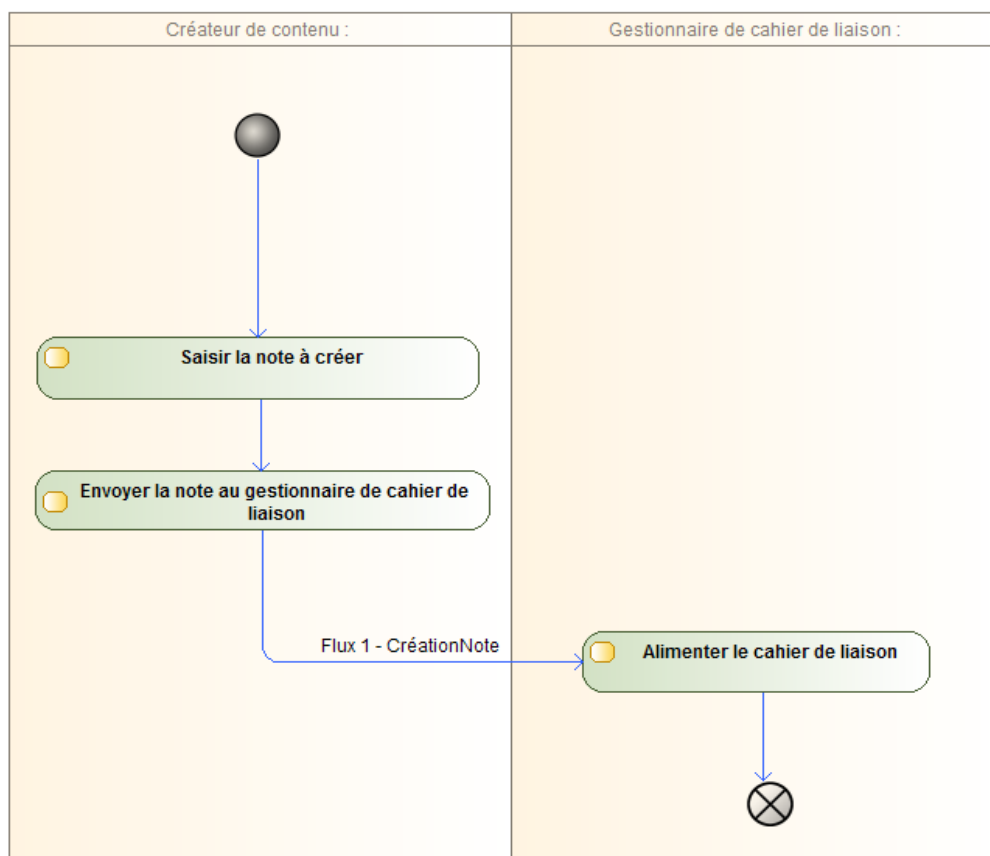 Créateur de contenu :
Gestionnaire de cahier de liaison :
Saisir la note à créer
Envoyer la note au gestionnaire de cahier de
liaison
Flux 1 - CréationNote
Alimenter le cahier de liaison